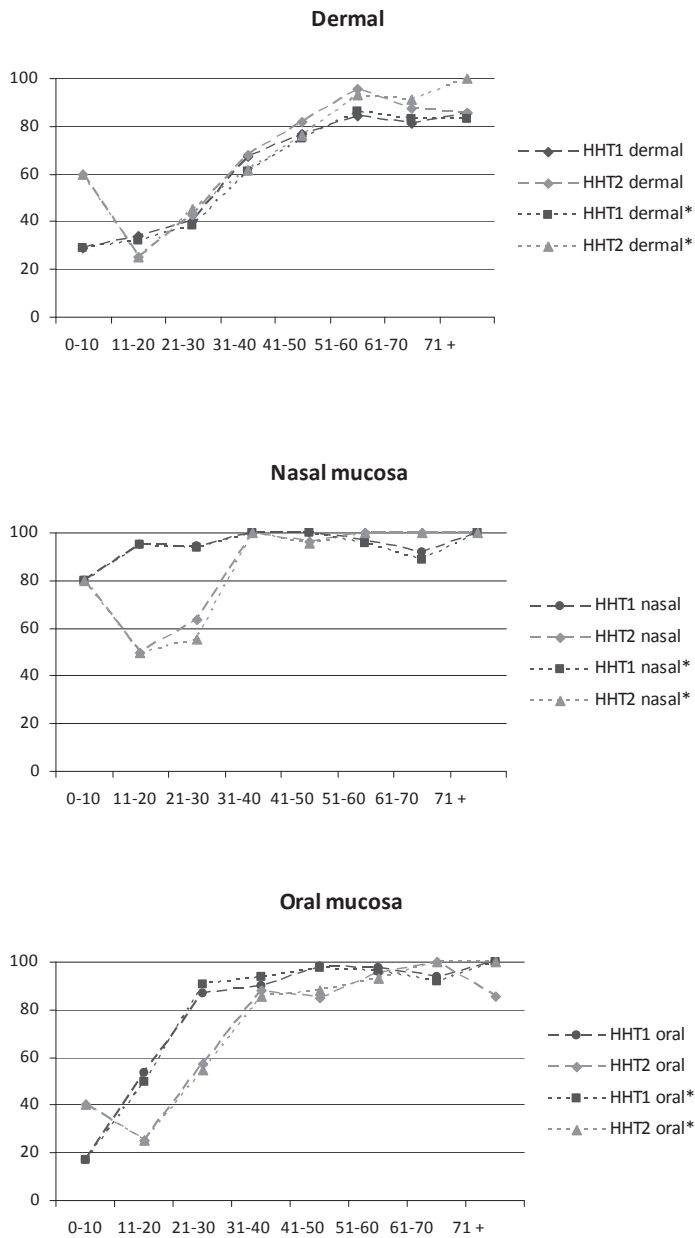 Dermal
100
80
60
40
20
0
0-10 11-20 21-30 31-40 41-50 51-60 61-70 71 +
HHT1 dermal
HHT2 dermal
HHT1 dermal*
HHT2 dermal*
Nasal mucosa
100
80
60
40
20
0
0-10 11-20 21-30 31-40 41-50 51-60 61-70 71 +
HHT1 nasal
HHT2 nasal
HHT1 nasal*
HHT2 nasal*
Oral mucosa
100
80
60
40
20
0
0-10 11-20 21-30 31-40 41-50 51-60 61-70 71 +
HHT1 oral
HHT2 oral
HHT1 oral*
HHT2 oral*